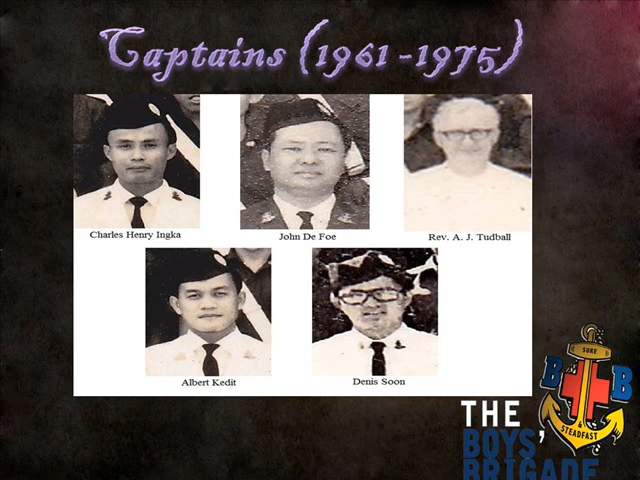 Captains (1961-1975)
Charles Henry Ingka
John De Foe
Rev. A. J. Tudball
Albert Kedit
Denis Soon
B B
SURE
&
STEADFAST
THE
BOYS'
BRIGADE